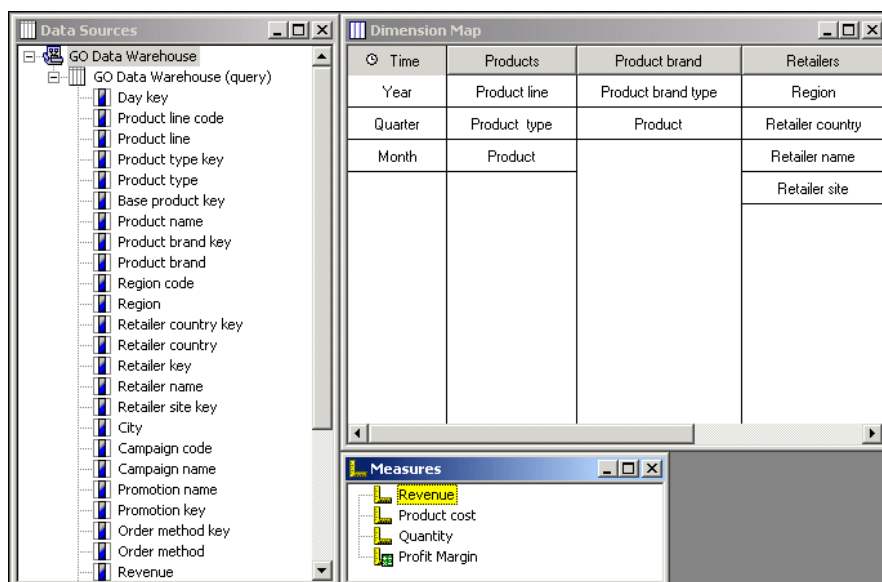 Data Sources
GO Data Warehouse
GO Data Warehouse (query)
Day key
Product line code
Product line
Product type key
Product type
Base product key
Product name
Product brand key
Product brand
Region code
Region
Retailer country key
Retailer country
Retailer key
Retailer name
Retailer site key
City
Campaign code
Campaign name
Promotion name
Promotion key
Order method key
Order method
Revenue
Dimension Map
Time Products Product brand Retailers
Year Product line Product brand type Region
Quarter Product type Product Retailer country
Month Product Retailer name
Retailer site
Measures
Revenue
Product cost
Quantity
Profit Margin